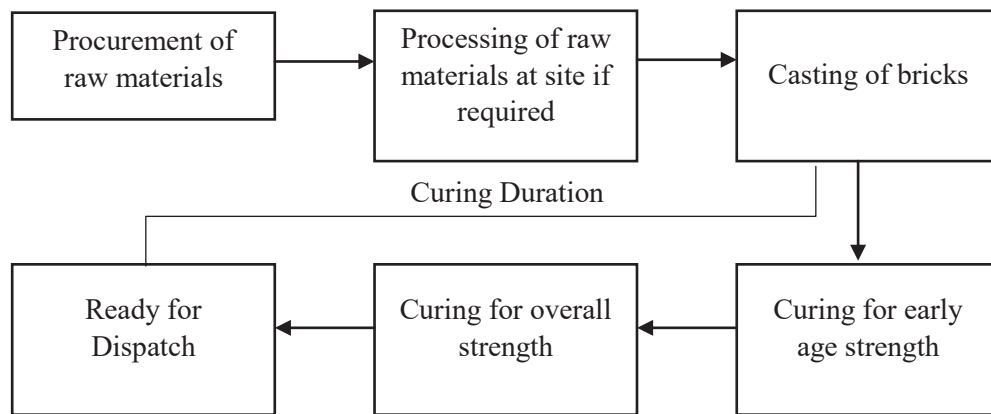 Procurement of
raw materials
Processing of raw
materials at site if
required
Casting of bricks
Curing Duration
Ready for
Dispatch
Curing for overall
strength
Curing for early
age strength